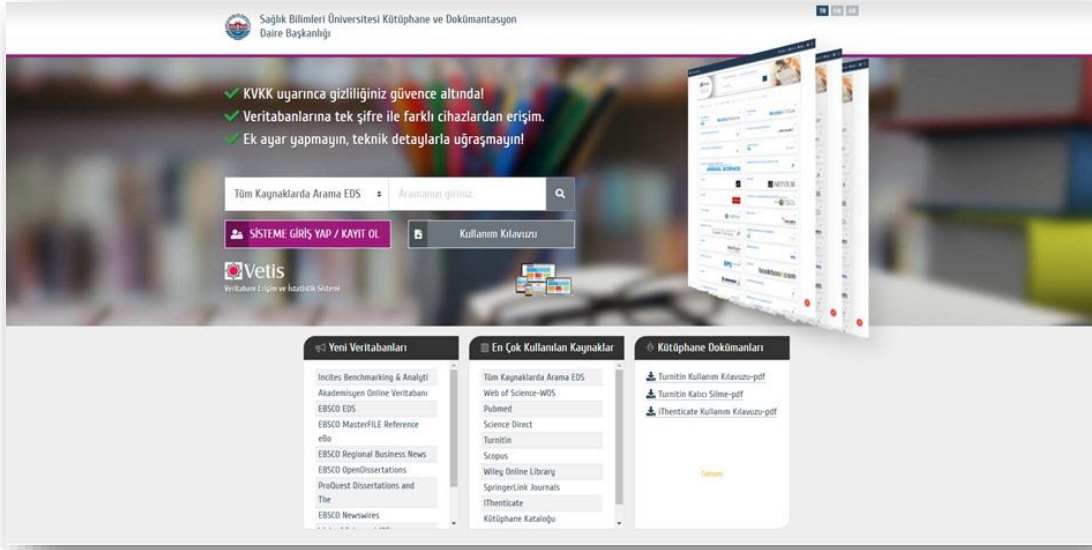 Sağlık Bilimleri Üniversitesi Kütüphane ve Dokümantasyon
Daire Başkanlığı
TR EN AR
KVKK uyarınca gizliliğiniz güvence altında!
Veritabanlarına tek şifre ile farklı cihazlardan erişim.
Ek ayar yapmayın, teknik detaylarla uğraşmayın!
Tüm Kaynaklarda Arama EDS
Aramanızı giriniz.
SİSTEME GİRİŞ YAP / KAYIT OL
Kullanım Kılavuzu
Vetis
Veritabanı Erişim ve İstatistik Sistemi
Yeni Veritabanları
Incites Benchmarking & Analyti
Akademisyen Online Veritabanı
EBSCO EDS
EBSCO MasterFILE Reference
eBo
EBSCO Regional Business News
EBSCO OpenDissertations
ProQuest Dissertations and
The
EBSCO Newswires
En Çok Kullanılan Kaynaklar
Tüm Kaynaklarda Arama EDS
Web of Science-WOS
Pubmed
Science Direct
Turnitin
Scopus
Wiley Online Library
SpringerLink Journals
İThenticate
Kütüphane Kataloğu
Kütüphane Dokümanları
Turnitin Kullanım Kılavuzu-pdf
Turnitin Kalıcı Silme-pdf
iThenticate Kullanım Kılavuzu-pdf
Tümünü